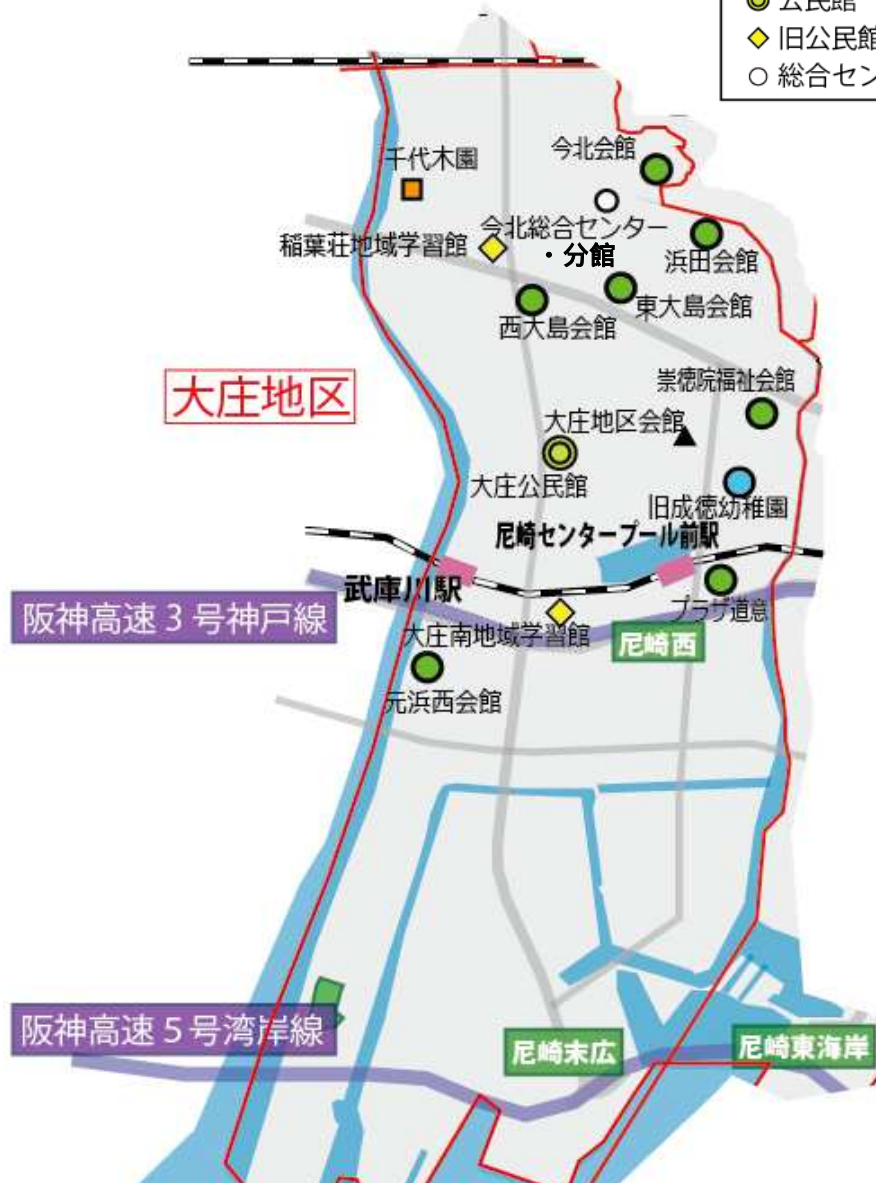 公民館
旧公民館
総合セン
千代木園
今北会館
今北総合センター
・分館
稲葉荘地域学習館
浜田会館
東大島会館
西大島会館
大庄地区
崇徳院福祉会館
大庄地区会館
大庄公民館
旧成徳幼稚園
尼崎センタープール前駅
武庫川駅
プラザ道意
阪神高速3号神戸線
大庄南地域学習館
尼崎西
元浜西会館
阪神高速5号湾岸線
尼崎末広
尼崎東海岸